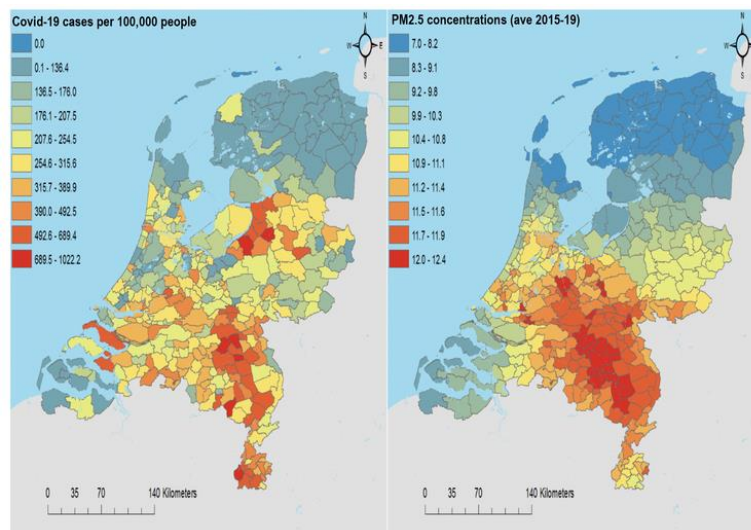 Covid-19 cases per 100,000 people
0.0
0.1 - 136.4
136.5 - 176.0
176.1 - 207.5
207.6 - 254.5
254.6 - 315.6
315.7 - 389.9
390.0 - 492.5
492.6 - 689.4
689.5 - 1022.2
N
W E
S
0 35 70 140 Kilometers
PM2.5 concentrations (ave 2015-19)
7.0 - 8.2
8.3 - 9.1
9.2 - 9.8
9.9 - 10.3
10.4 - 10.8
10.9 - 11.1
11.2 - 11.4
11.5 - 11.6
11.7 - 11.9
12.0 - 12.4
N
W E
S
0 35 70 140 Kilometers